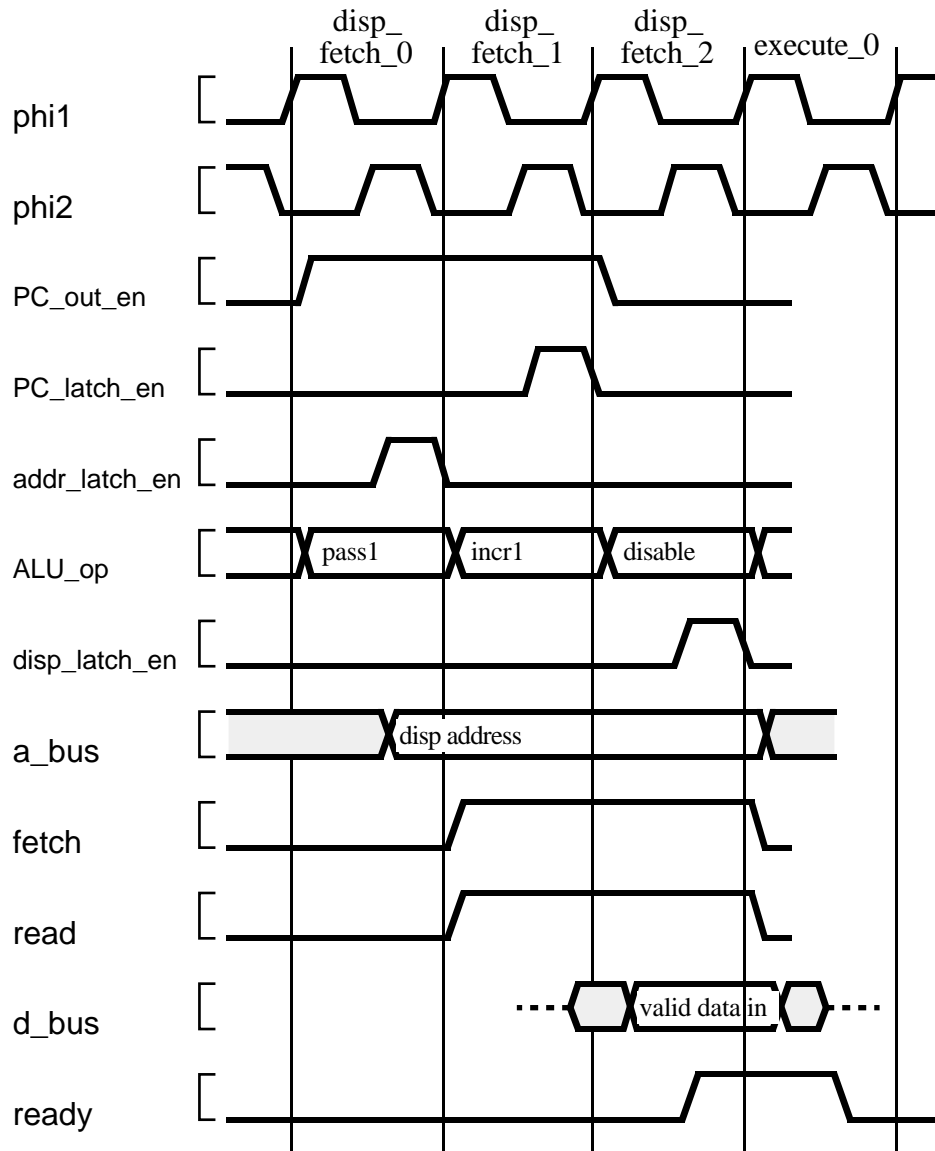 disp_
fetch_0
disp_
fetch_1
disp_
fetch_2
execute_0
phi1
phi2
PC_out_en
PC_latch_en
addr_latch_en
ALU_op
pass1
incr1
disable
disp_latch_en
a_bus
disp address
fetch
read
d_bus
valid data in
ready